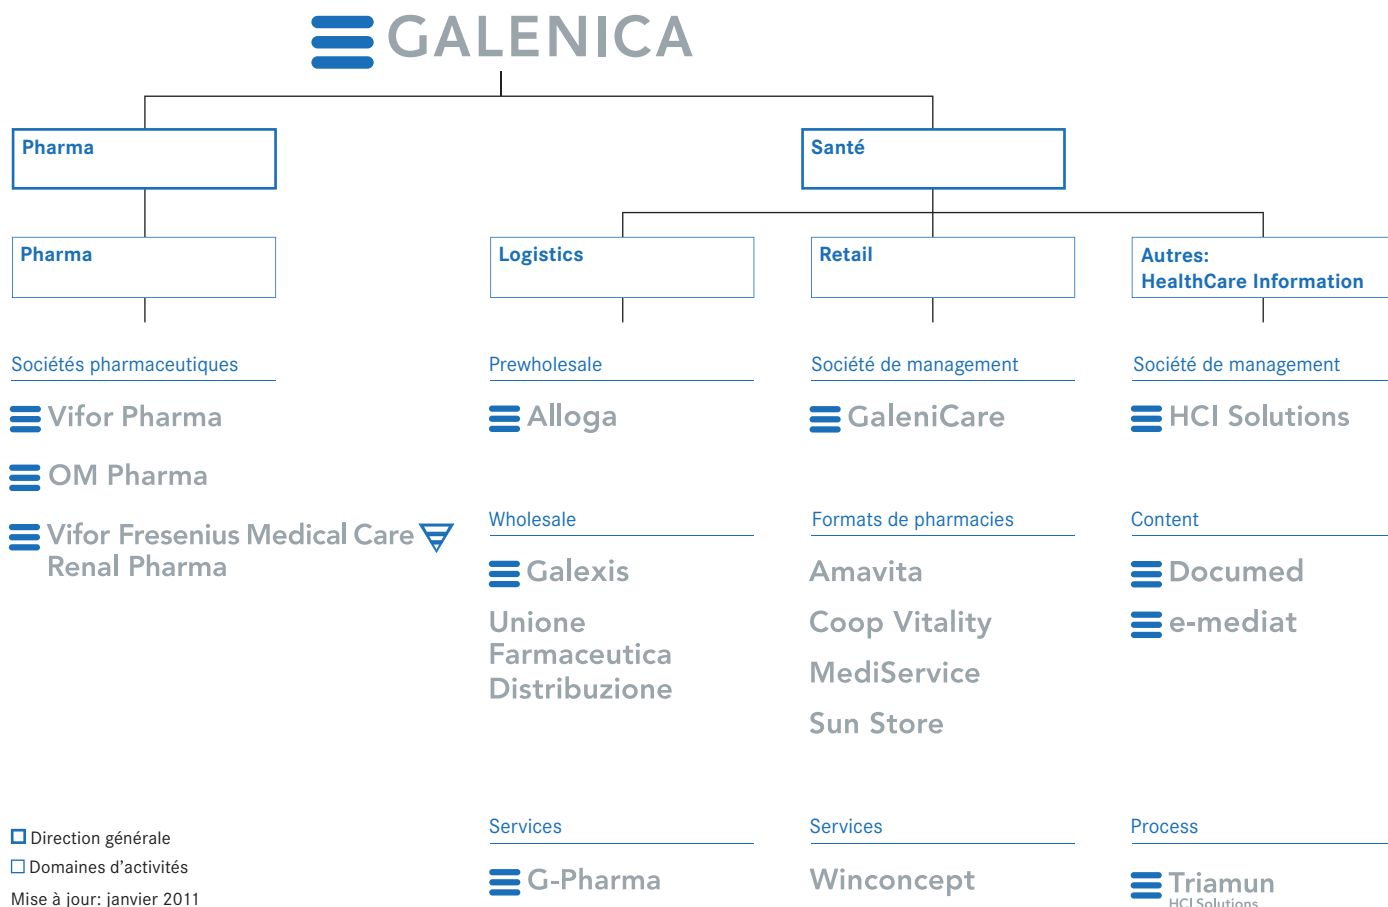 GALENICA
Pharma
Santé
Pharma
Logistics
Retail
Autres:
HealthCare Information
Sociétés pharmaceutiques
Vifor Pharma
OM Pharma
Vifor Fresenius Medical Care
Renal Pharma
Prewholesale
Alloga
Wholesale
Galexis
Unione
Farmaceutica
Distribuzione
Services
G-Pharma
Société de management
GaleniCare
Formats de pharmacies
Amavita
Coop Vitality
MediService
Sun Store
Services
Winconcept
Société de management
HCI Solutions
Content
Documed
e-mediat
Process
Triamun
HCI Solutions
Direction générale
Domaines d'activités
Mise à jour: janvier 2011